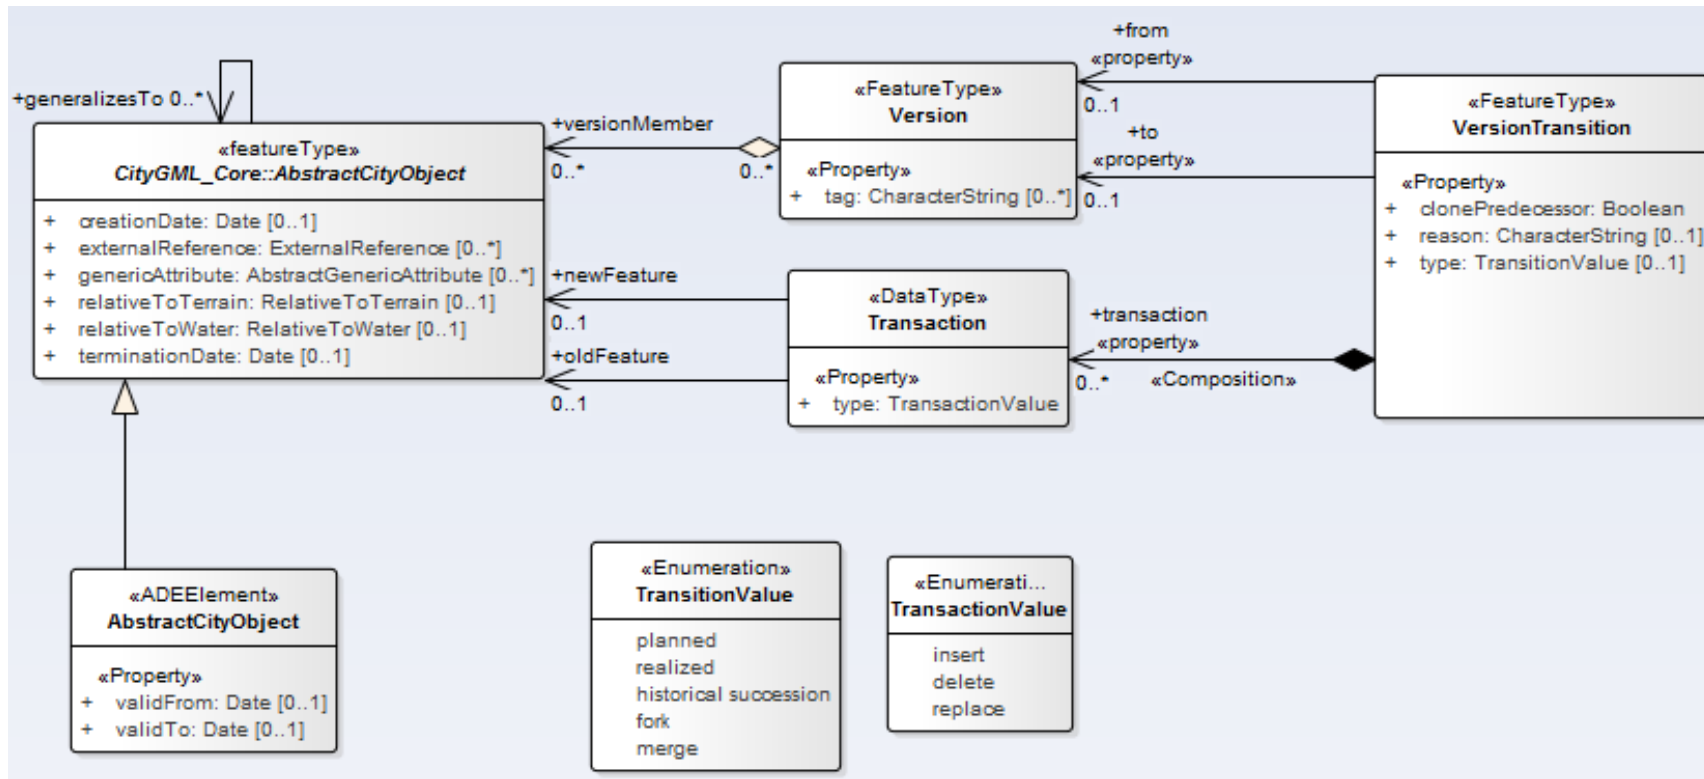 +generalizesTo 0..*
«featureType»
CityGML_Core::AbstractCityObject
+ creationDate: Date [0..1]
+ externalReference: ExternalReference [0..*]
+ genericAttribute: AbstractGenericAttribute [0..*]
+ relativeToTerrain: RelativeToTerrain [0..1]
+ relativeToWater: RelativeToWater [0..1]
+ terminationDate: Date [0..1]
+versionMember
0..*
0..*
«FeatureType»
Version
«Property»
+ tag: CharacterString [0..*]
+from
«property»
0..1
+to
«property»
0..1
«FeatureType»
VersionTransition
«Property»
+ clonePredecessor: Boolean
+ reason: CharacterString [0..1]
+ type: TransitionValue [0..1]
+newFeature
0..1
+oldFeature
0..1
«DataType»
Transaction
«Property»
+ type: TransactionValue
+transaction
«property»
0..*
«Composition»
«ADEElement»
AbstractCityObject
«Property»
+ validFrom: Date [0..1]
+ validTo: Date [0..1]
«Enumeration»
TransitionValue
planned
realized
historical succession
fork
merge
«Enumerati...
TransactionValue
insert
delete
replace